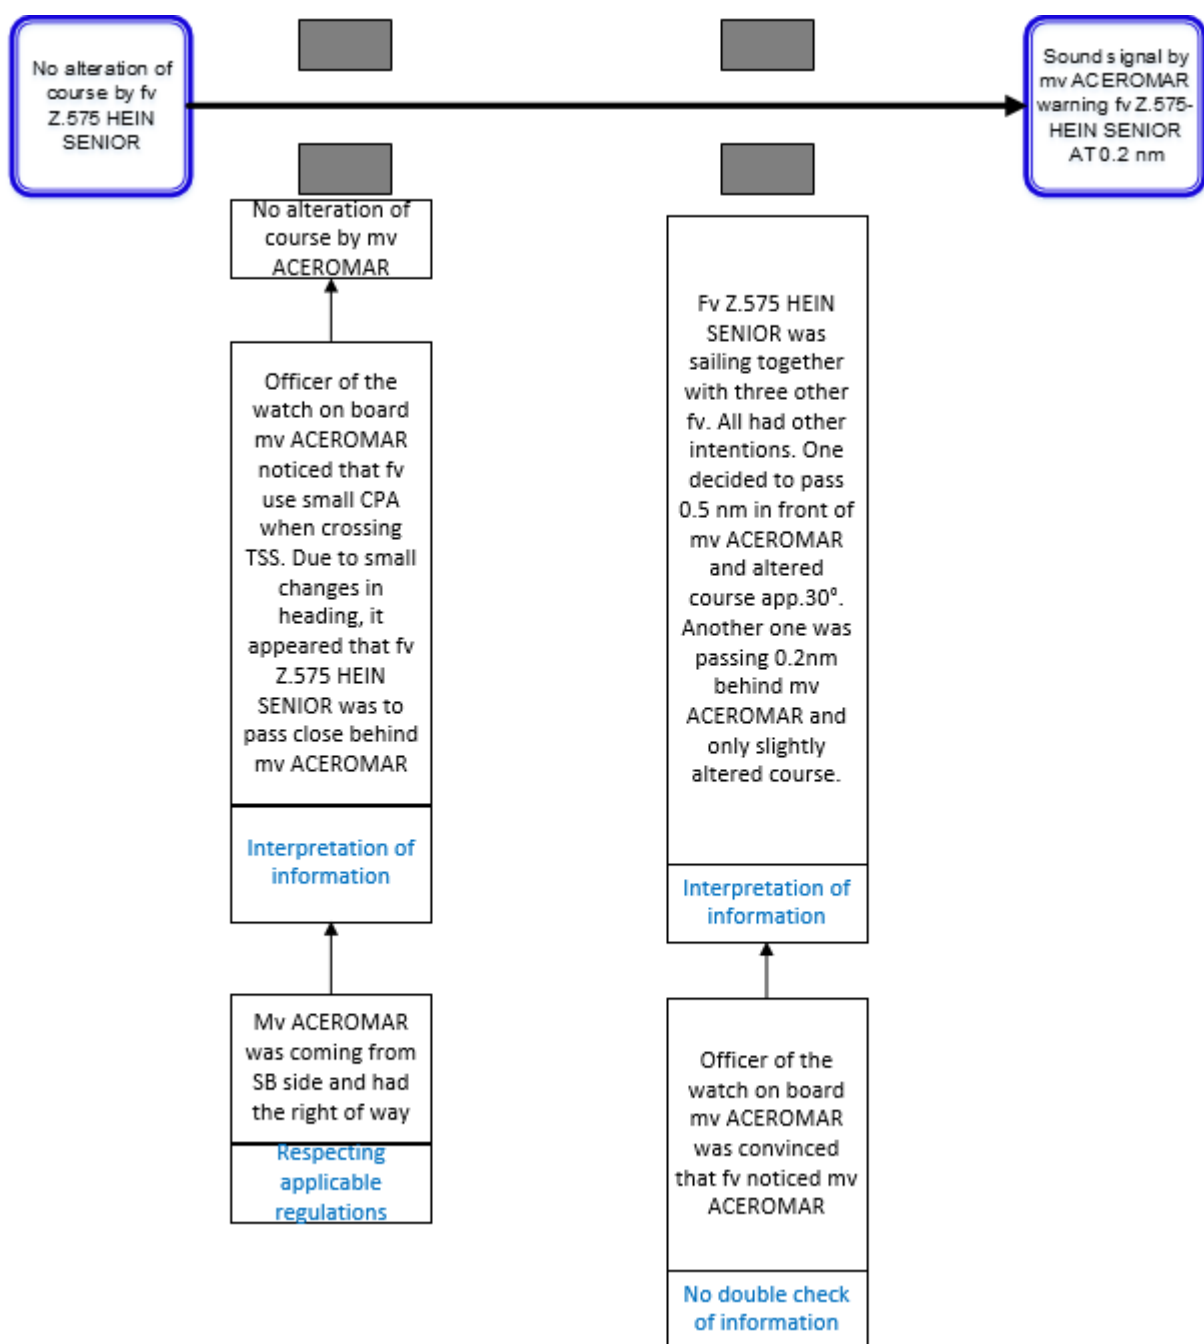 No alteration of
course by fv
Z.575 HEIN
SENIOR
Sound signal by
mv ACEROMAR
warning fv Z.575-
HEIN SENIOR
AT 0.2 nm
No alteration of
course by mv
ACEROMAR
Officer of the
watch on board
mv ACEROMAR
noticed that fv
use small CPA
when crossing
TSS. Due to small
changes in
heading, it
appeared that fv
Z.575 HEIN
SENIOR was to
pass close behind
mv ACEROMAR
Interpretation of
information
Mv ACEROMAR
was coming from
SB side and had
the right of way
Respecting
applicable
regulations
Fv Z.575 HEIN
SENIOR was
sailing together
with three other
fv. All had other
intentions. One
decided to pass
0.5 nm in front of
mv ACEROMAR
and altered
course app.30°.
Another one was
passing 0.2nm
behind mv
ACEROMAR and
only slightly
altered course.
Interpretation of
information
Officer of the
watch on board
mv ACEROMAR
was convinced
that fv noticed mv
ACEROMAR
No double check
of information